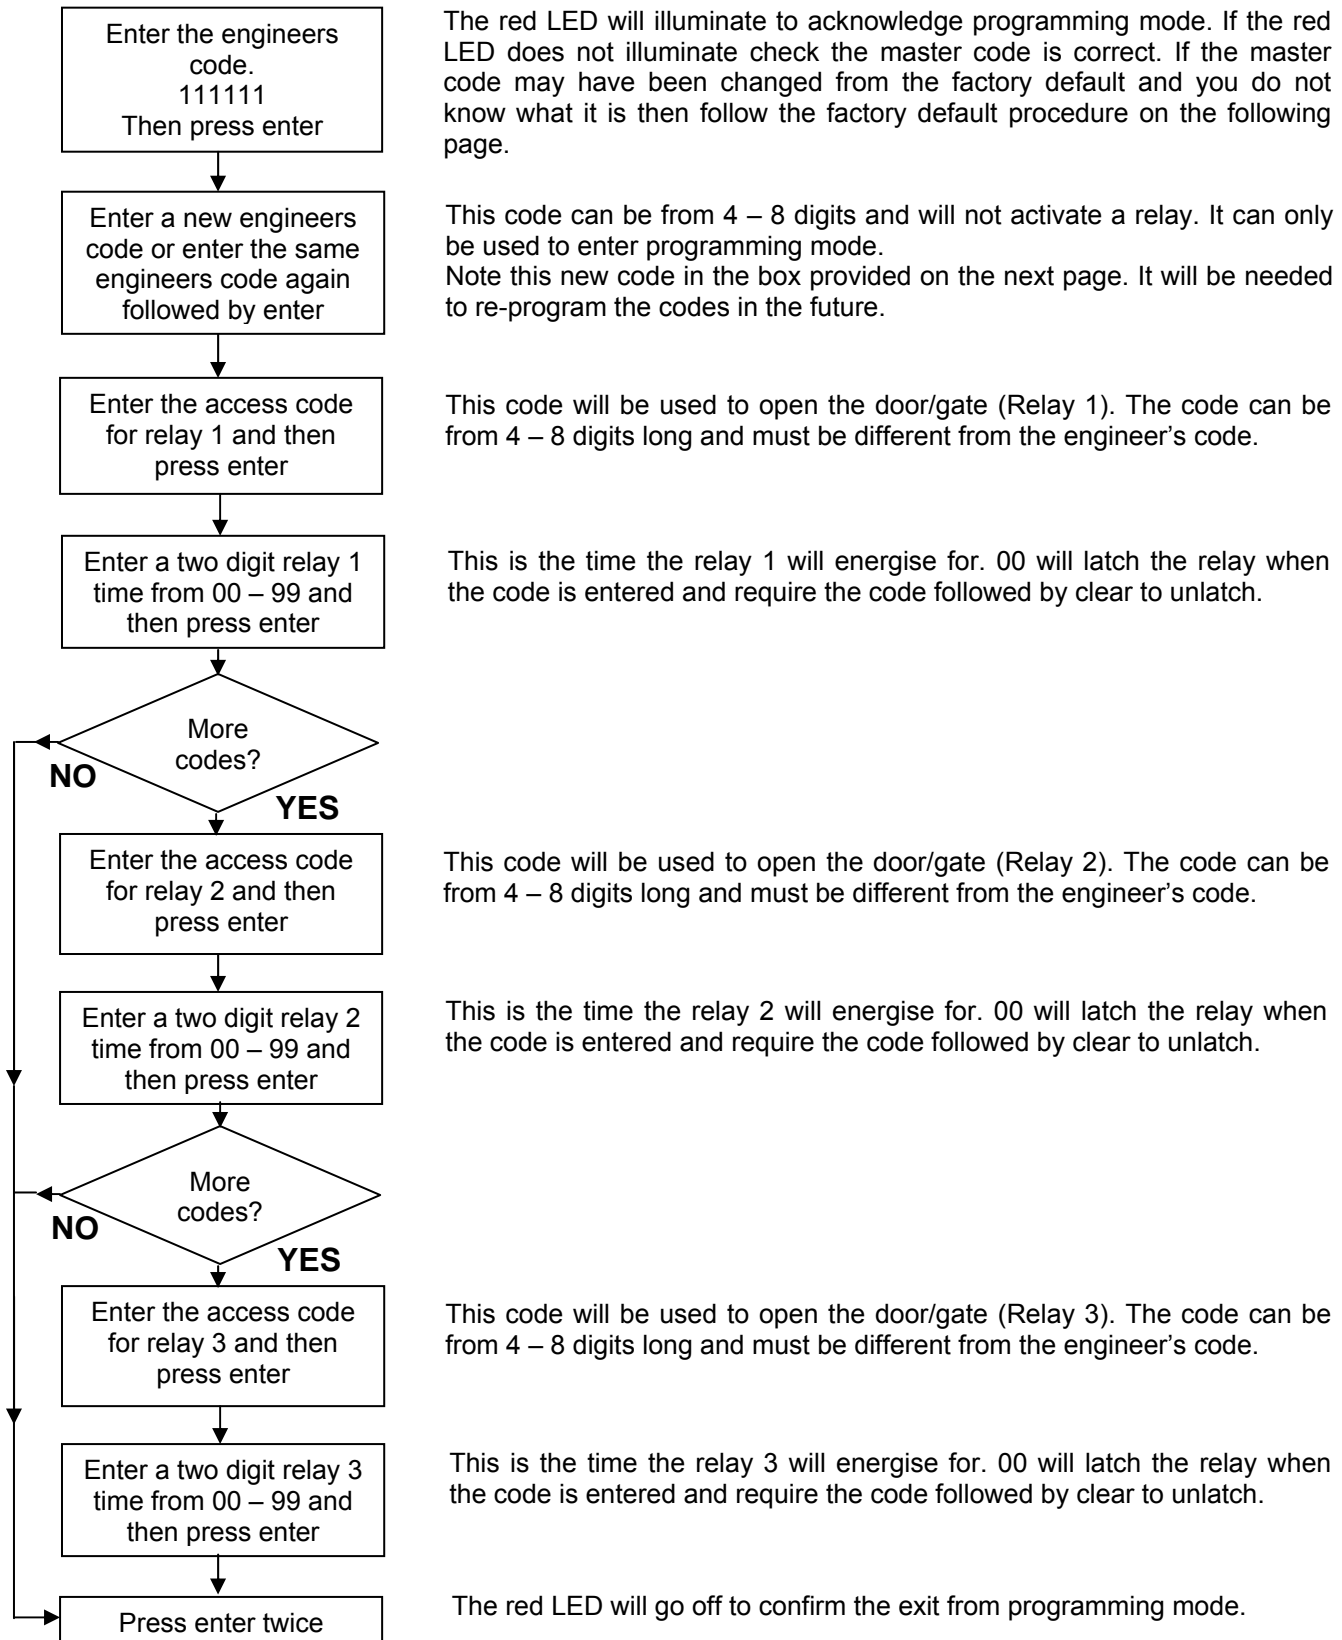 Enter the engineers
code.
111111
Then press enter
The red LED will illuminate to acknowledge programming mode. If the red
LED does not illuminate check the master code is correct. If the master
code may have been changed from the factory default and you do not
know what it is then follow the factory default procedure on the following
page.
Enter a new engineers
code or enter the same
engineers code again
followed by enter
This code can be from 4 – 8 digits and will not activate a relay. It can only
be used to enter programming mode.
Note this new code in the box provided on the next page. It will be needed
to re-program the codes in the future.
Enter the access code
for relay 1 and then
press enter
This code will be used to open the door/gate (Relay 1). The code can be
from 4 – 8 digits long and must be different from the engineer’s code.
Enter a two digit relay 1
time from 00 – 99 and
then press enter
This is the time the relay 1 will energise for. 00 will latch the relay when
the code is entered and require the code followed by clear to unlatch.
More
codes?
NO
YES
Enter the access code
for relay 2 and then
press enter
This code will be used to open the door/gate (Relay 2). The code can be
from 4 – 8 digits long and must be different from the engineer’s code.
Enter a two digit relay 2
time from 00 – 99 and
then press enter
This is the time the relay 2 will energise for. 00 will latch the relay when
the code is entered and require the code followed by clear to unlatch.
More
codes?
NO
YES
Enter the access code
for relay 3 and then
press enter
This code will be used to open the door/gate (Relay 3). The code can be
from 4 – 8 digits long and must be different from the engineer’s code.
Enter a two digit relay 3
time from 00 – 99 and
then press enter
This is the time the relay 3 will energise for. 00 will latch the relay when
the code is entered and require the code followed by clear to unlatch.
Press enter twice
The red LED will go off to confirm the exit from programming mode.